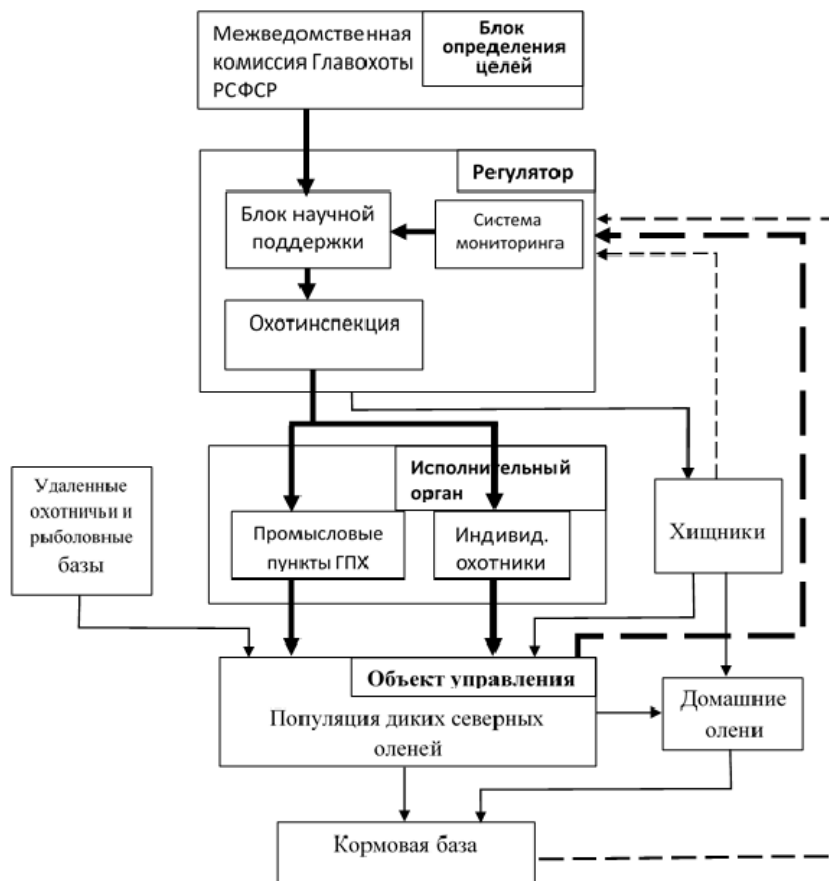 Межведомственная
комиссия Главохоты
РСФСР
Блок
определения
целей
Регулятор
Блок научной
поддержки
Система
мониторинга
Охотинспекция
Исполнительный
орган
Удаленные
охотничьи и
рыболовные
базы
Промысловые
пункты ГПХ
Индивид.
охотники
Хищники
Объект управления
Популяция диких северных
оленей
Домашние
олени
Кормовая база